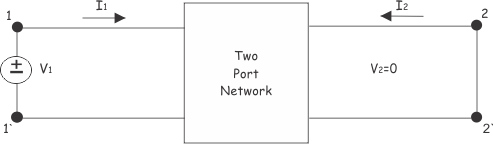 1 I₁ I₂ 2
± V₁ Two V₂=0
Port
Network
1` 2`